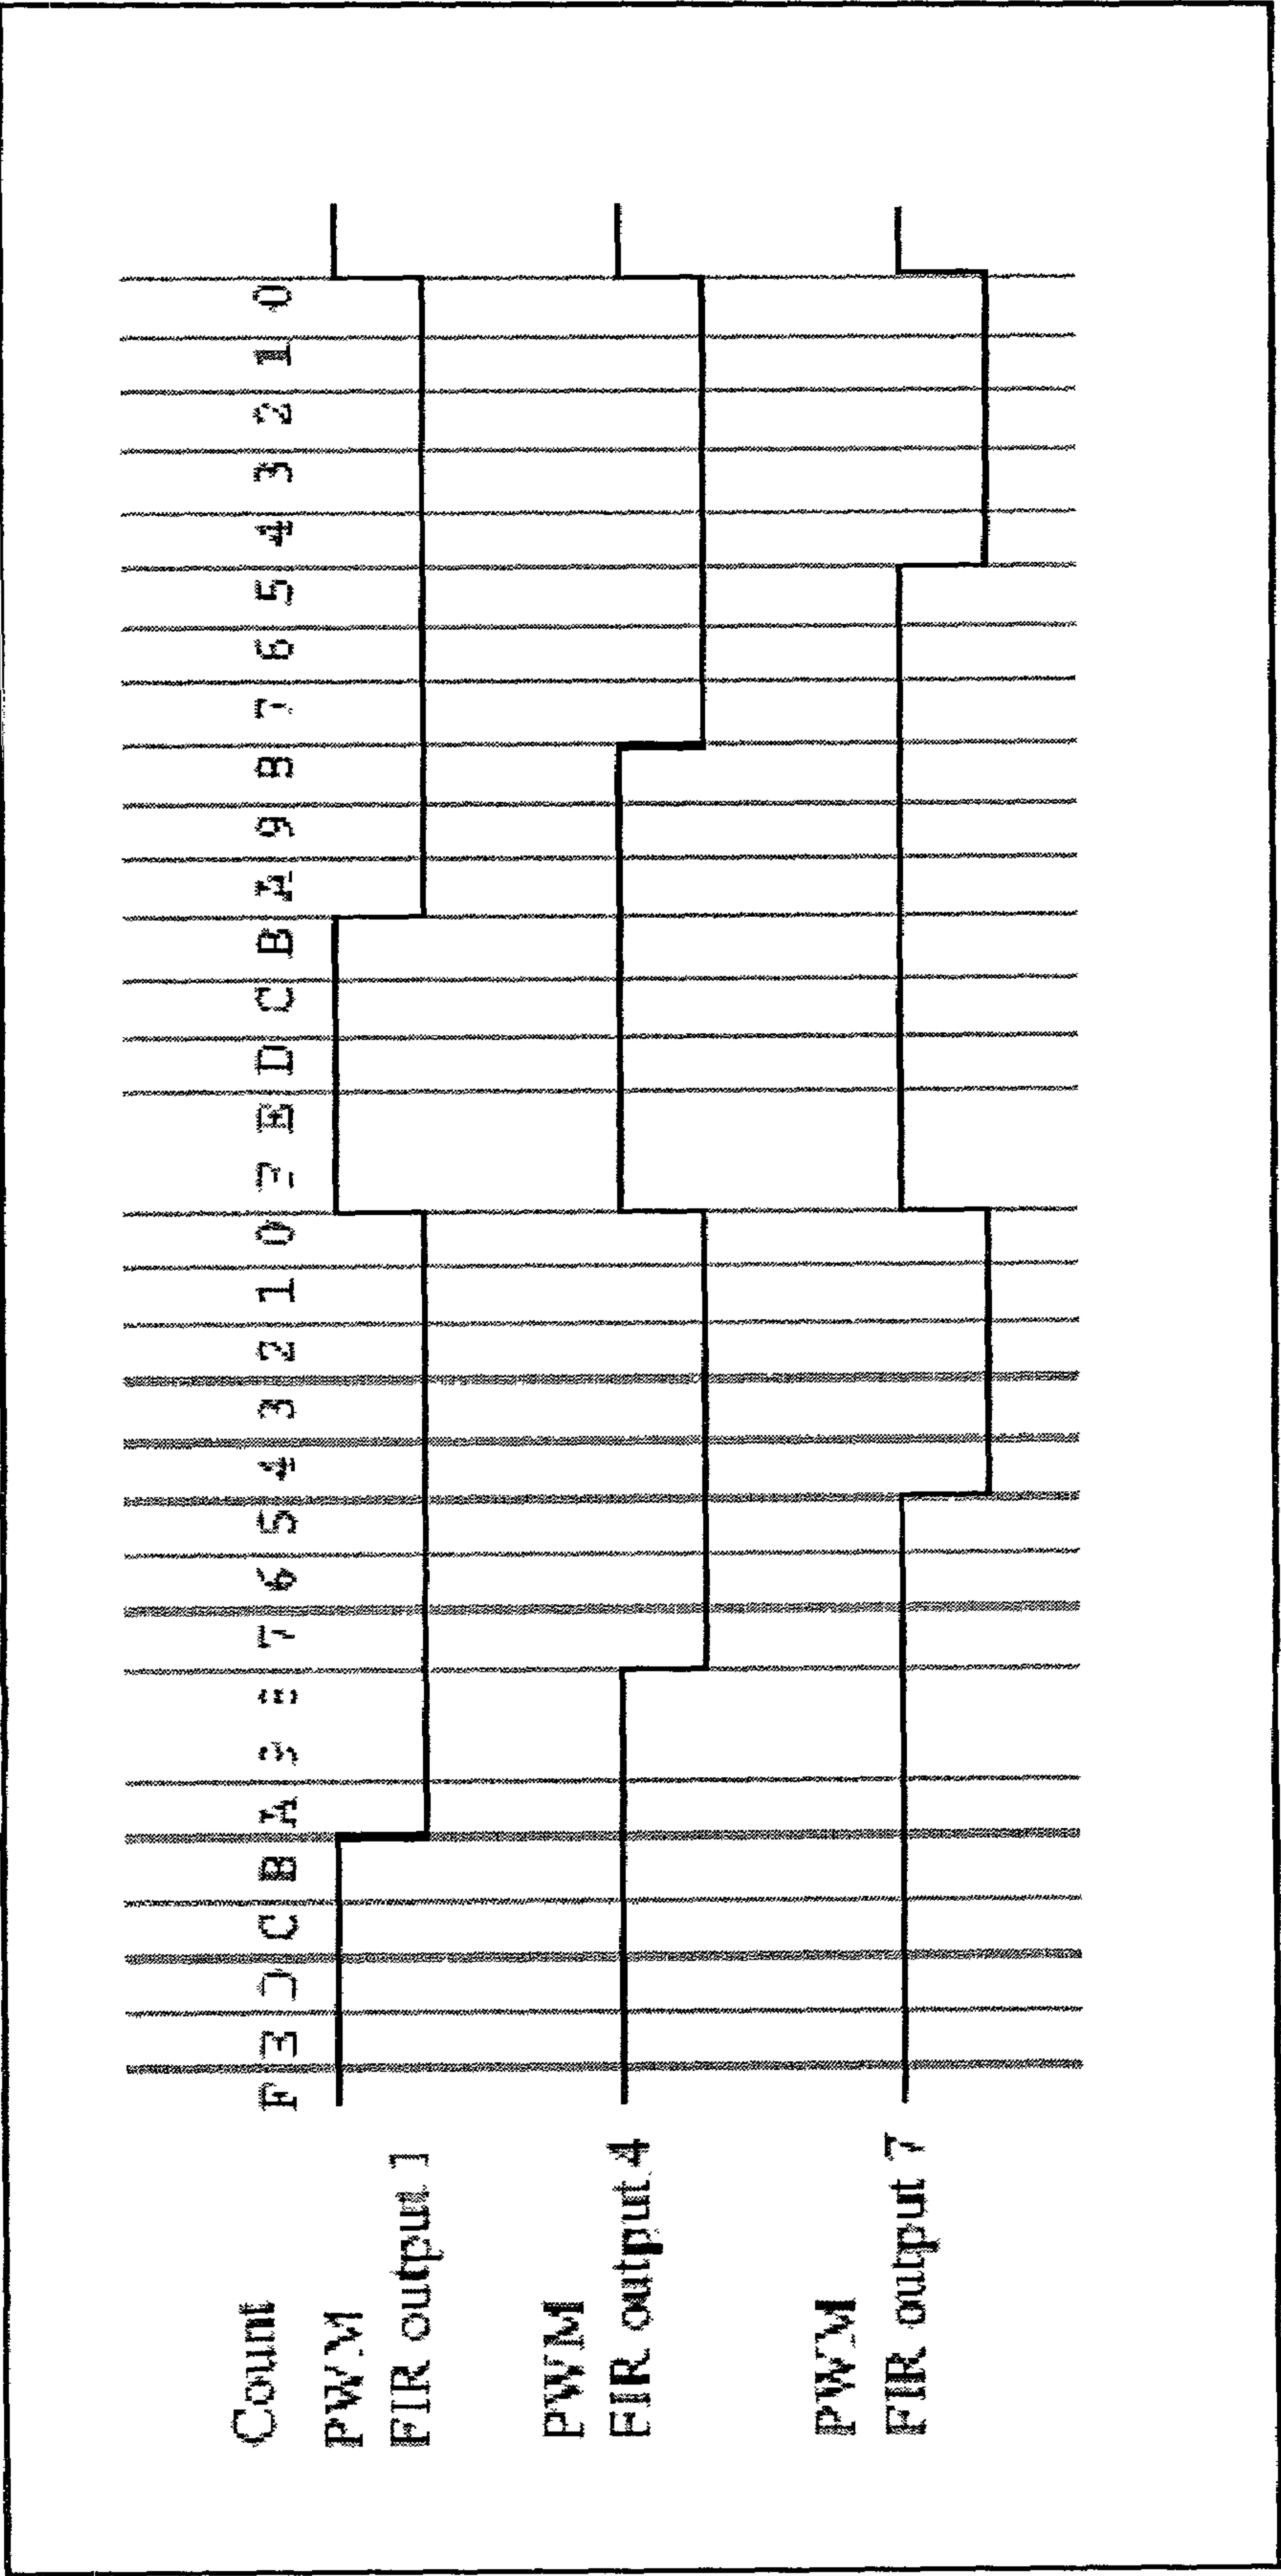 Count F E D C B A 9 8 7 6 5 4 3 2 1 0 F E D C B A 9 8 7 6 5 4 3 2 1 0
PWM
FIR output 1
PWM
FIR output 4
PWM
FIR output 7